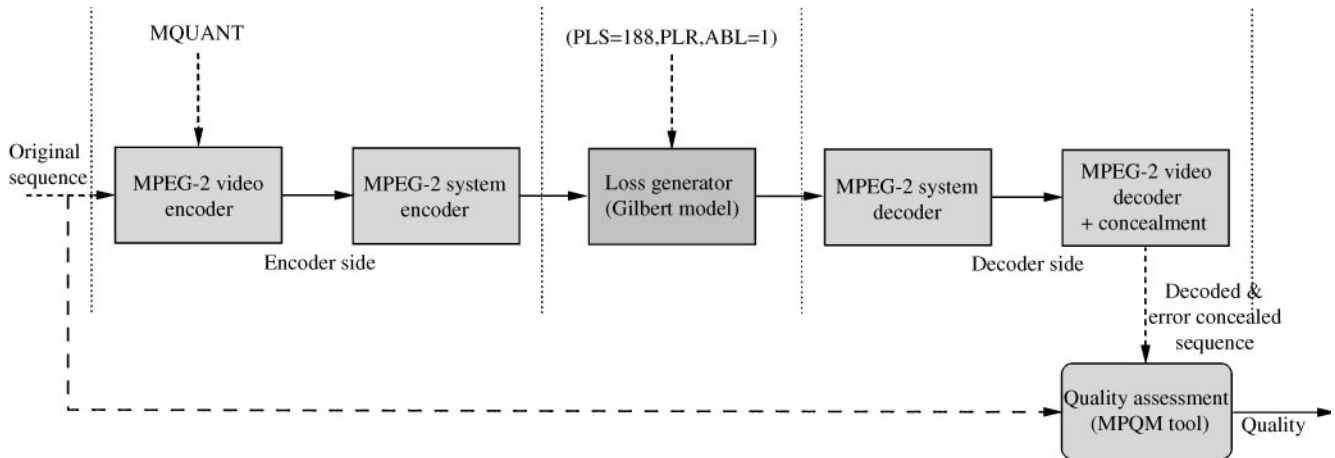 MQUANT
(PLS=188,PLR,ABL=1)
Original
sequence
MPEG-2 video
encoder
MPEG-2 system
encoder
Loss generator
(Gilbert model)
MPEG-2 system
decoder
MPEG-2 video
decoder
+ concealment
Encoder side
Decoder side
Decoded &
error concealed
sequence
Quality assessment
(MPQM tool)
Quality